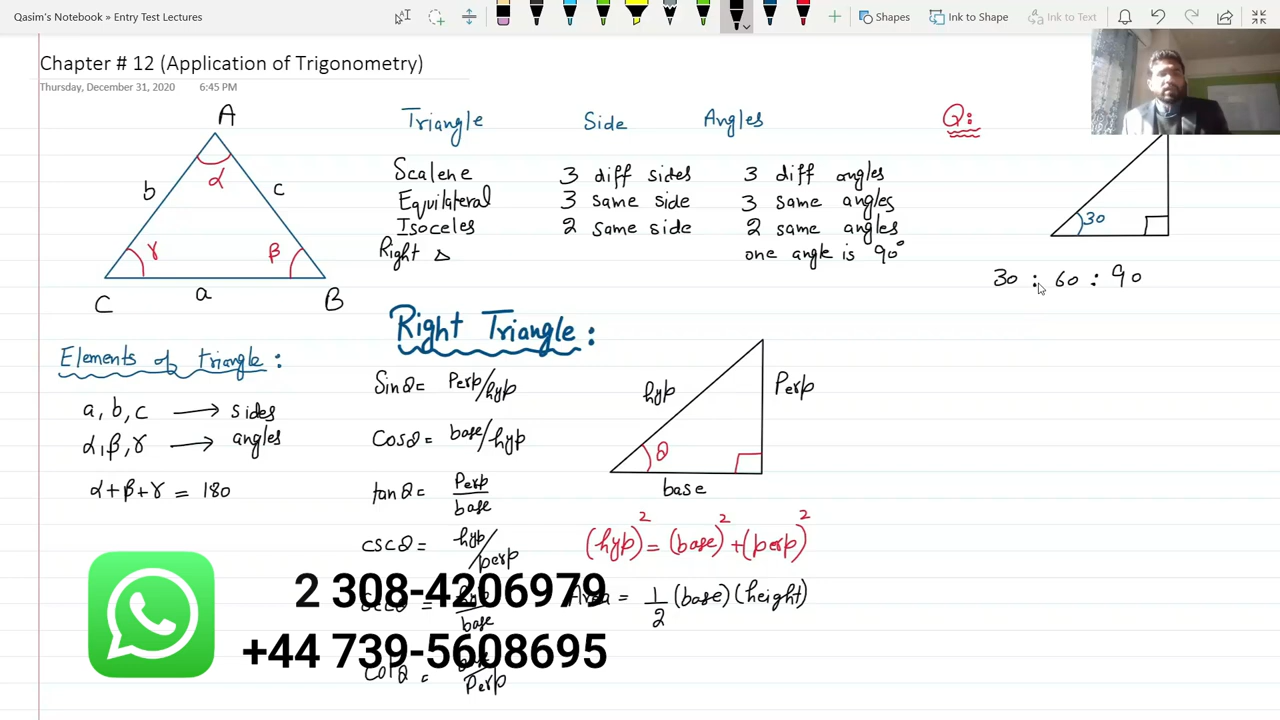 Qasim's Notebook » Entry Test Lectures
Shapes
Ink to Shape
Ink to Text
Chapter # 12 (Application of Trigonometry)
Thursday, December 31, 2020 6:45 PM
A
α
b
c
γ
β
C
a
B
Elements of triangle :
a, b, c → sides
α, β, γ → angles
α+β+γ = 180
Triangle Side Angles
Scalene 3 diff sides 3 diff angles
Equilateral 3 same side 3 same angles
Isoceles 2 same side 2 same angles
Right Δ one angle is 90°
Right Triangle :
Sinθ = Perp/hyp
Cosθ = base/hyp
tanθ = Perp/base
cscθ = hyp/perp
base
Perp
hyp
Perp
θ
base
(hyp)² = (base)² + (perp)²
= 1/2 (base)(height)
Q:
30
30 : 60 : 90
2 308-4206979
+44 739-5608695